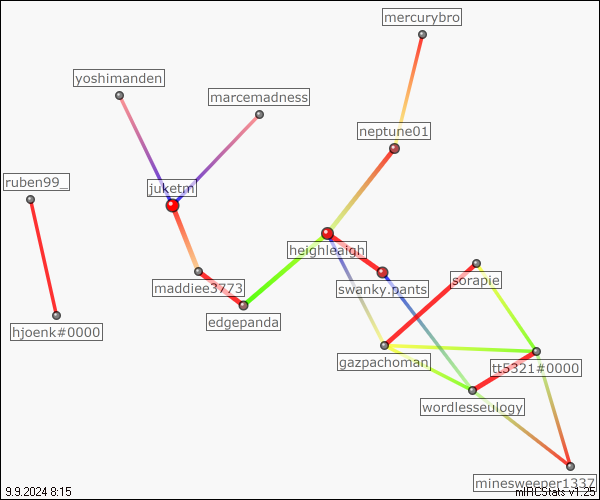 mercurybro
yoshimanden
marcemadness
neptune01
ruben99_
juketm
heighleaigh
sorapie
maddiee3773
swanky.pants
edgepanda
hjoenk#0000
gazpachoman
tt5321#0000
wordlesseulogy
minesweeper1337
9.9.2024 8:15
mIRCStats v1.25